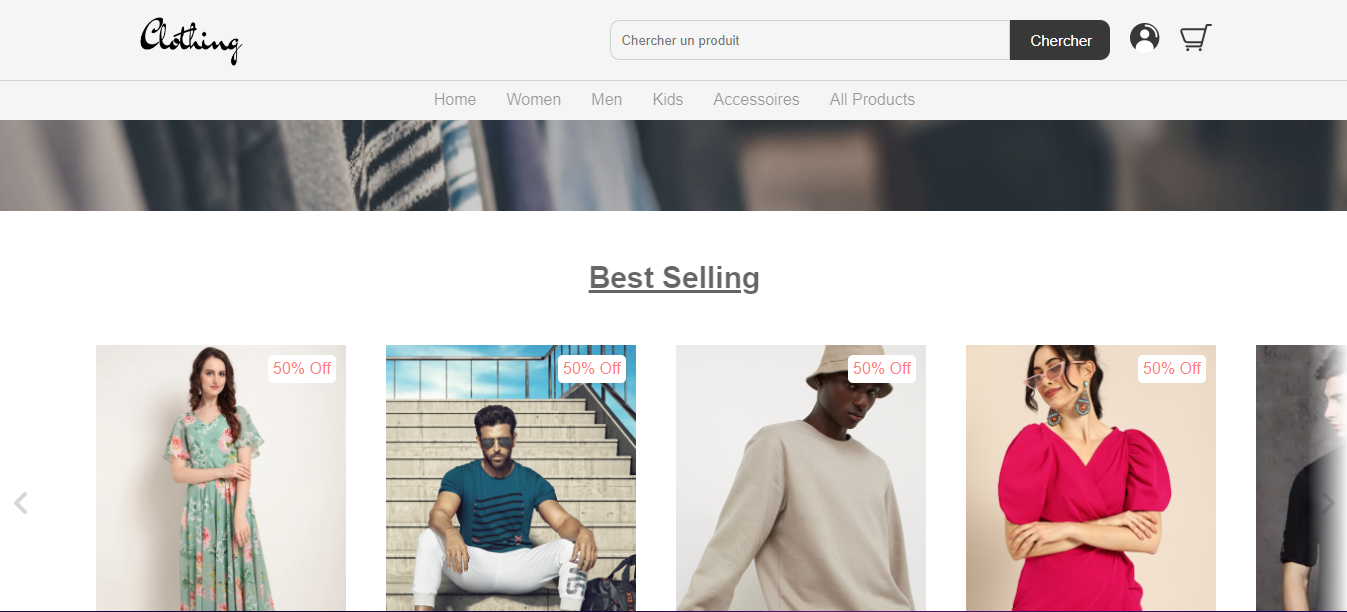 Clothing
Chercher un produit
Chercher
Home Women Men Kids Accessoires All Products
Best Selling
50% Off 50% Off 50% Off 50% Off